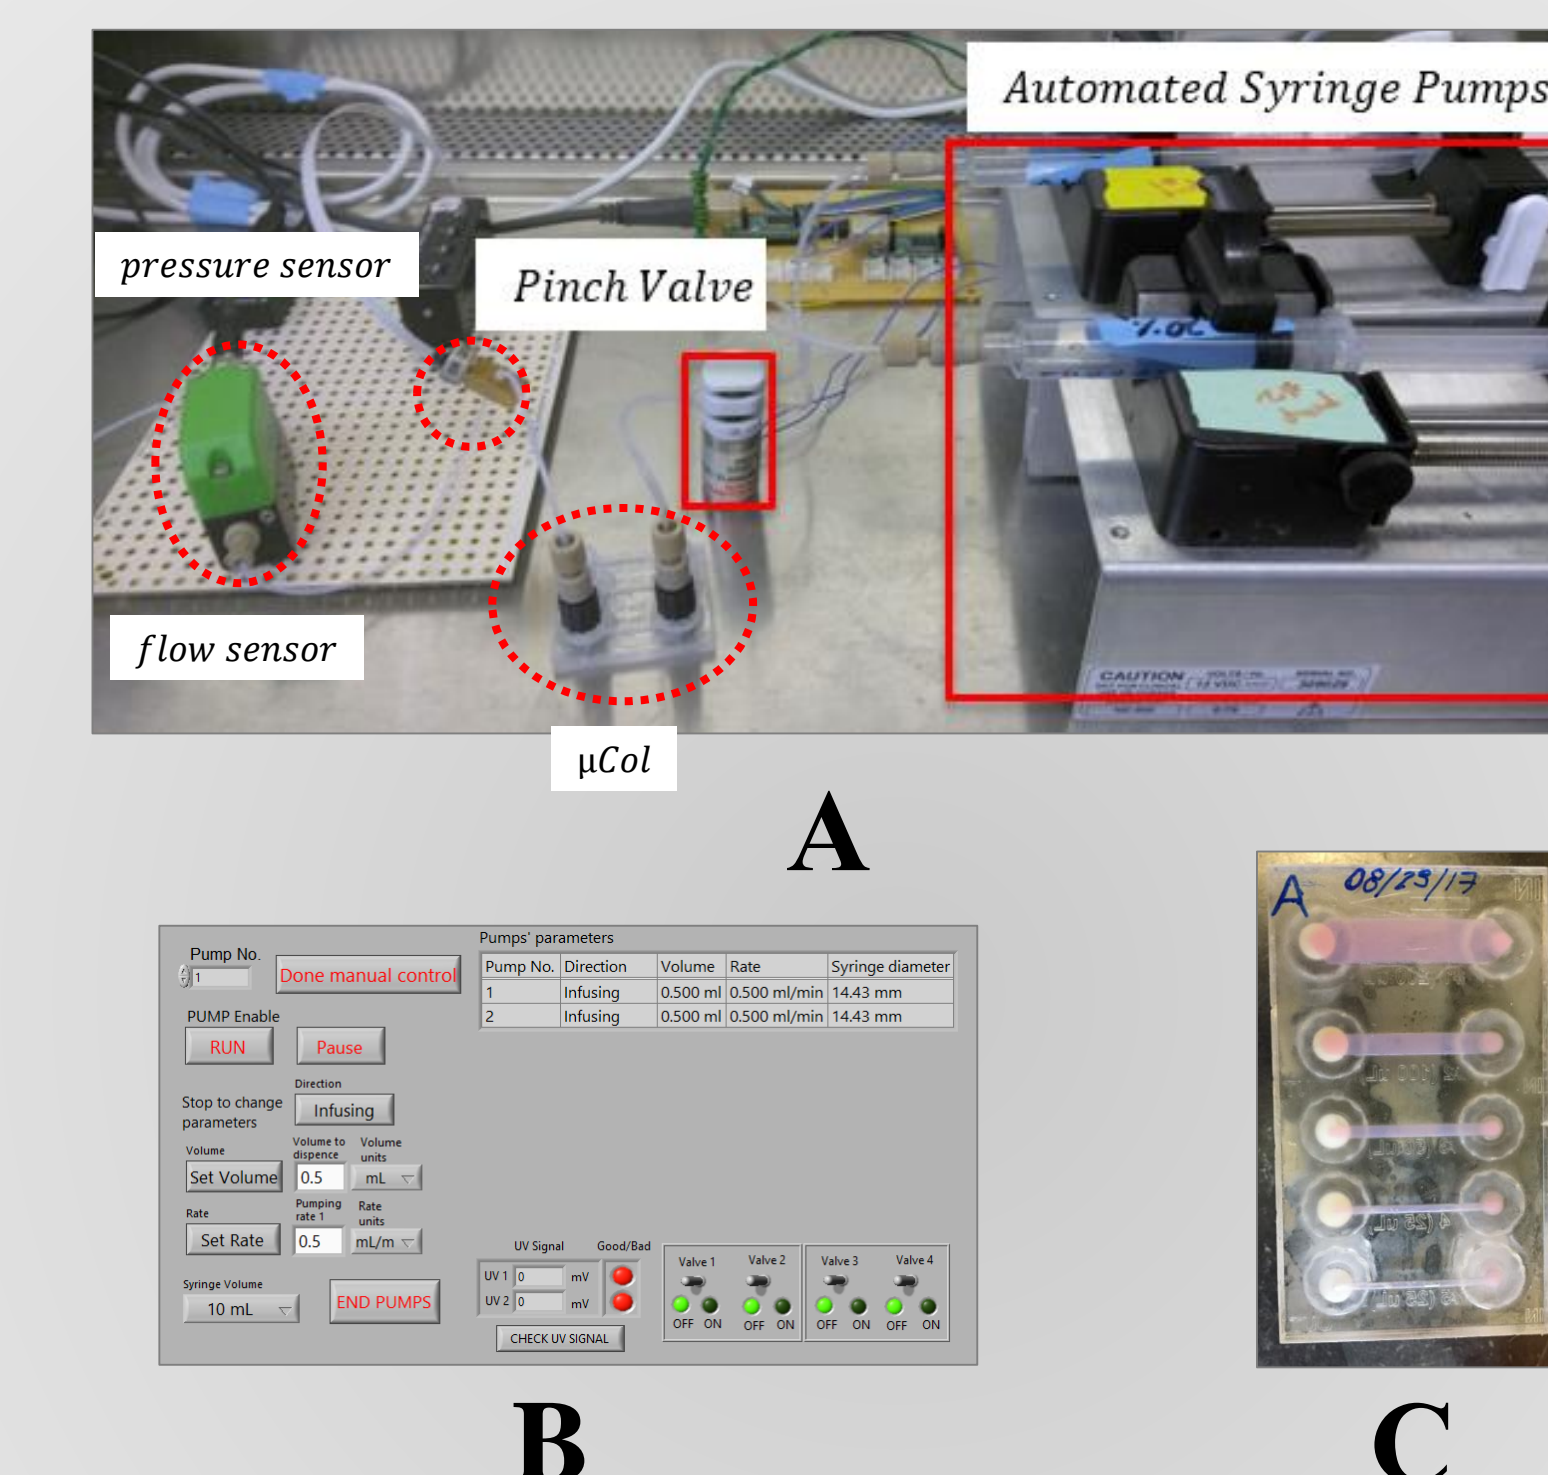 Automated Syringe Pumps
pressure sensor
Pinch Valve
flow sensor
CAUTION
µCol
A
A
08/29/17
Pumps' parameters
Pump No.
1
Done manual control
Pump No. Direction Volume Rate Syringe diameter
1 Infusing 0.500 ml 0.500 ml/min 14.43 mm
2 Infusing 0.500 ml 0.500 ml/min 14.43 mm
PUMP Enable
RUN Pause
Direction
Stop to change parameters
Infusing
Volume
Volume to dispence
Volume units
Set Volume 0.5 mL
Rate
Pumping rate 1
Rate units
Set Rate 0.5 mL/m
Syringe Volume
10 mL
END PUMPS
UV Signal Good/Bad
UV 1 0 mV
UV 2 0 mV
CHECK UV SIGNAL
Valve 1 Valve 2 Valve 3 Valve 4
OFF ON OFF ON OFF ON OFF ON
B
C